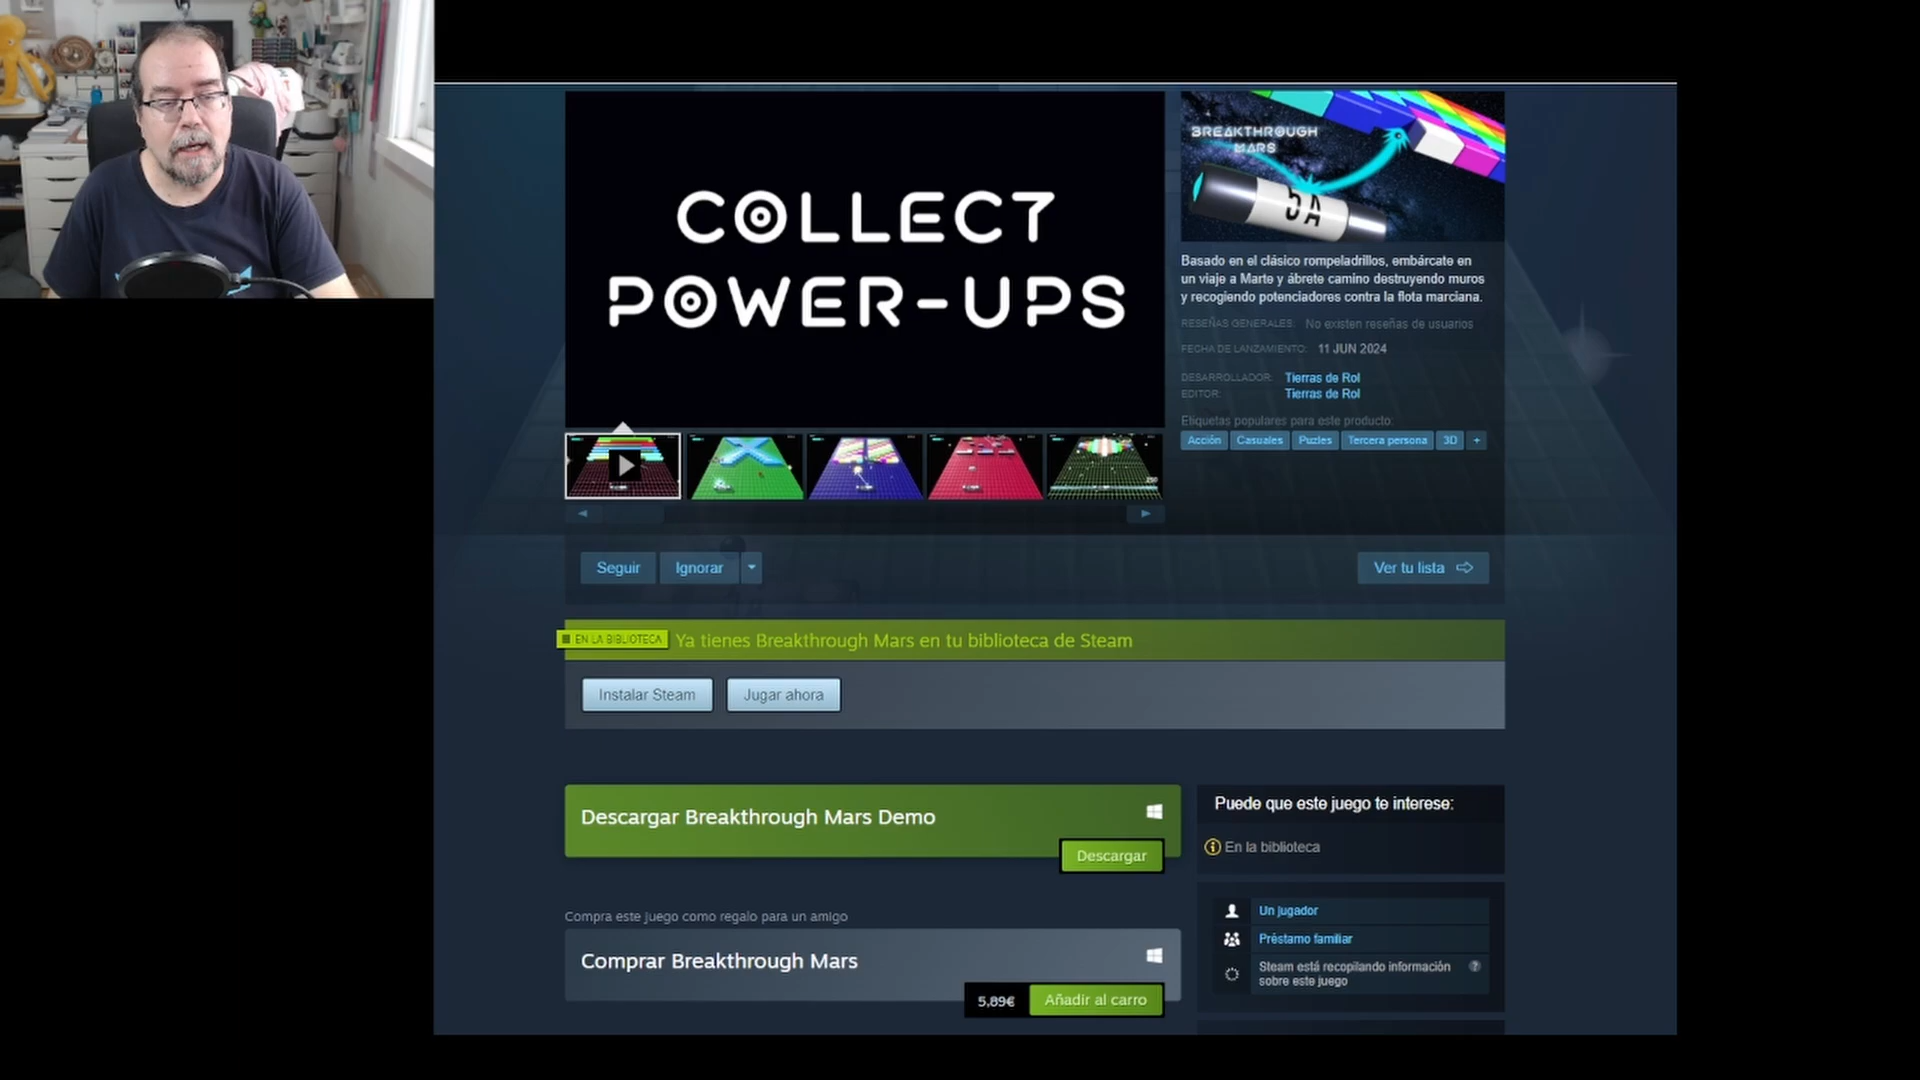 COLLECT
POWER-UPS
BREAKTHROUGH
MARS
5A
Basado en el clásico rompeladrillos, embárcate en
un viaje a Marte y ábrete camino destruyendo muros
y recogiendo potenciadores contra la flota marciana.
RESEÑAS GENERALES: No existen reseñas de usuarios
FECHA DE LANZAMIENTO: 11 JUN 2024
DESARROLLADOR: Tierras de Rol
EDITOR: Tierras de Rol
Etiquetas populares para este producto:
Acción Casuales Puzles Tercera persona 3D +
Seguir Ignorar Ver tu lista
EN LA BIBLIOTECA Ya tienes Breakthrough Mars en tu biblioteca de Steam
Instalar Steam Jugar ahora
Descargar Breakthrough Mars Demo
Descargar
Puede que este juego te interese:
En la biblioteca
Un jugador
Préstamo familiar
Steam está recopilando información
sobre este juego
?
Compra este juego como regalo para un amigo
Comprar Breakthrough Mars
5,89€ Añadir al carro